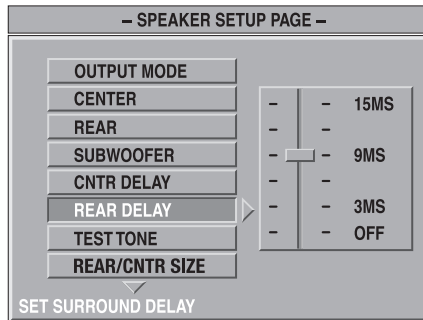 – SPEAKER SETUP PAGE –
OUTPUT MODE
CENTER
REAR
SUBWOOFER
CNTR DELAY
REAR DELAY
TEST TONE
REAR/CNTR SIZE
15MS
9MS
3MS
OFF
SET SURROUND DELAY